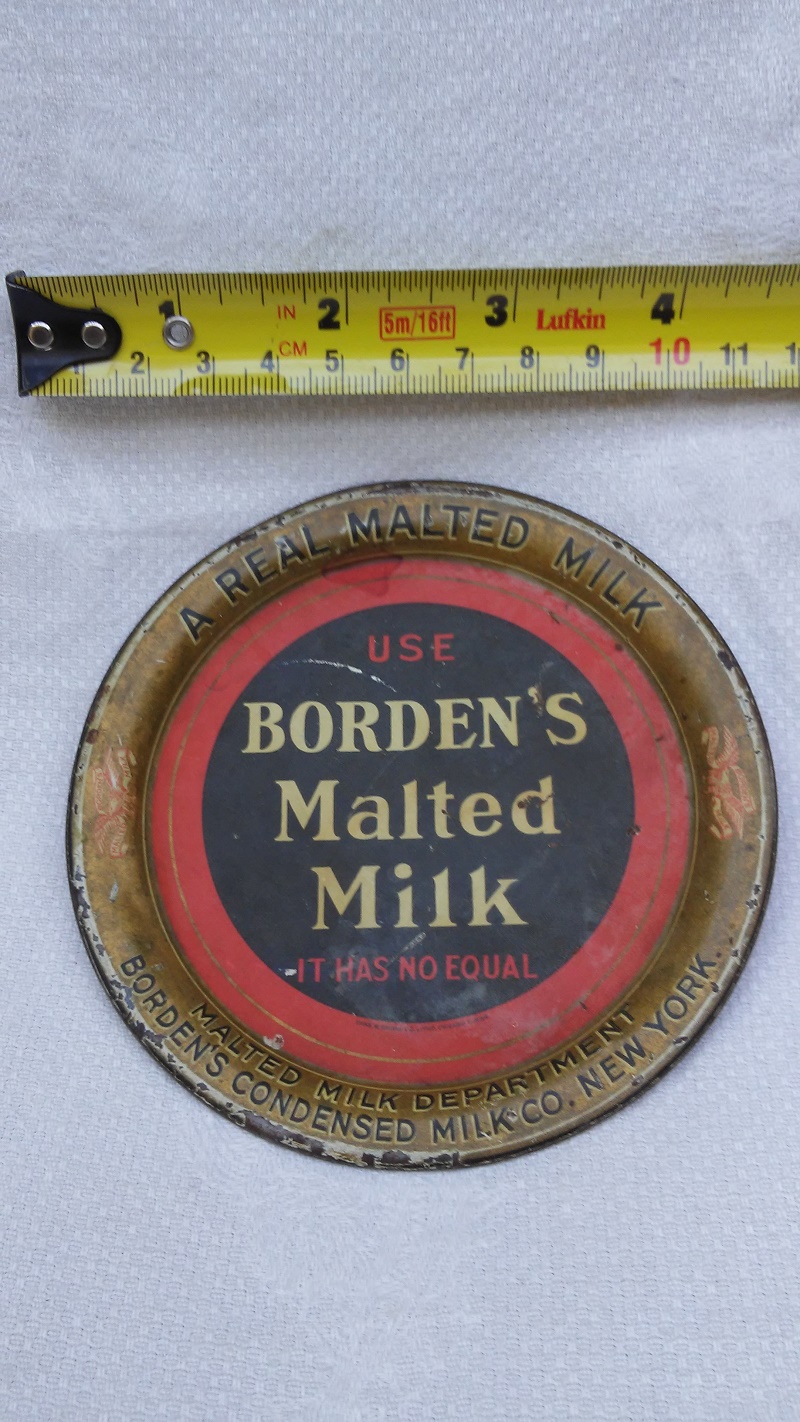 1 IN 2 5m/16ft 3 Lufkin 4
1 2 3 4 CM 5 6 7 8 9 10 11
A REAL MALTED MILK
USE
BORDEN'S
Malted
Milk
IT HAS NO EQUAL
MALTED MILK DEPARTMENT
BORDEN'S CONDENSED MILK CO. NEW YORK.